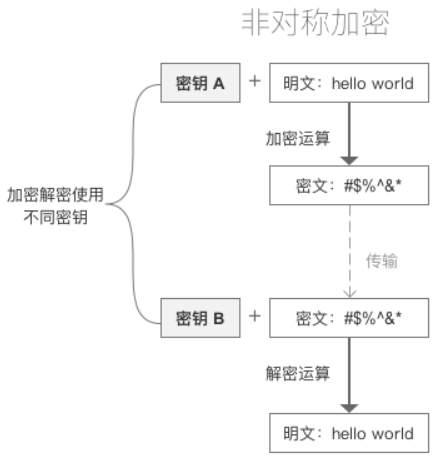 非对称加密
密钥 A + 明文：hello world
加密运算
密文：#$%^&*
加密解密使用
不同密钥
传输
密钥 B + 密文：#$%^&*
解密运算
明文：hello world